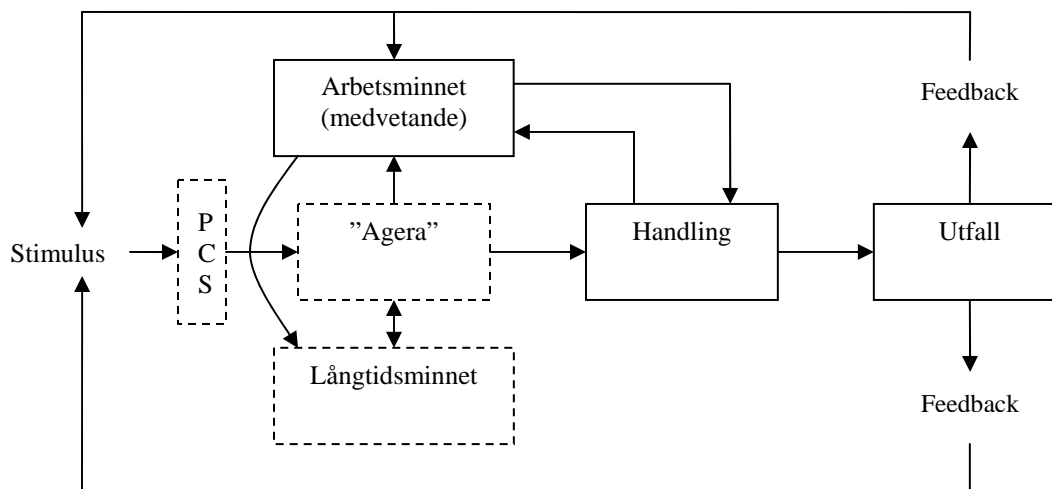 Arbetsminnet
(medvetande)
Feedback
P
C
S
”Agera”
Handling
Utfall
Stimulus
Långtidsminnet
Feedback